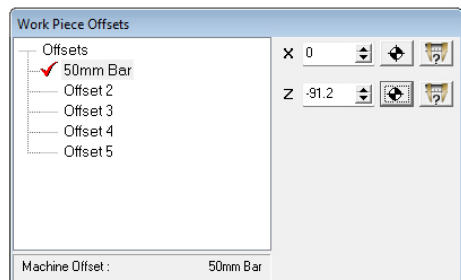 Work Piece Offsets
Offsets
50mm Bar
Offset 2
Offset 3
Offset 4
Offset 5
X 0
Z -91.2
Machine Offset : 50mm Bar